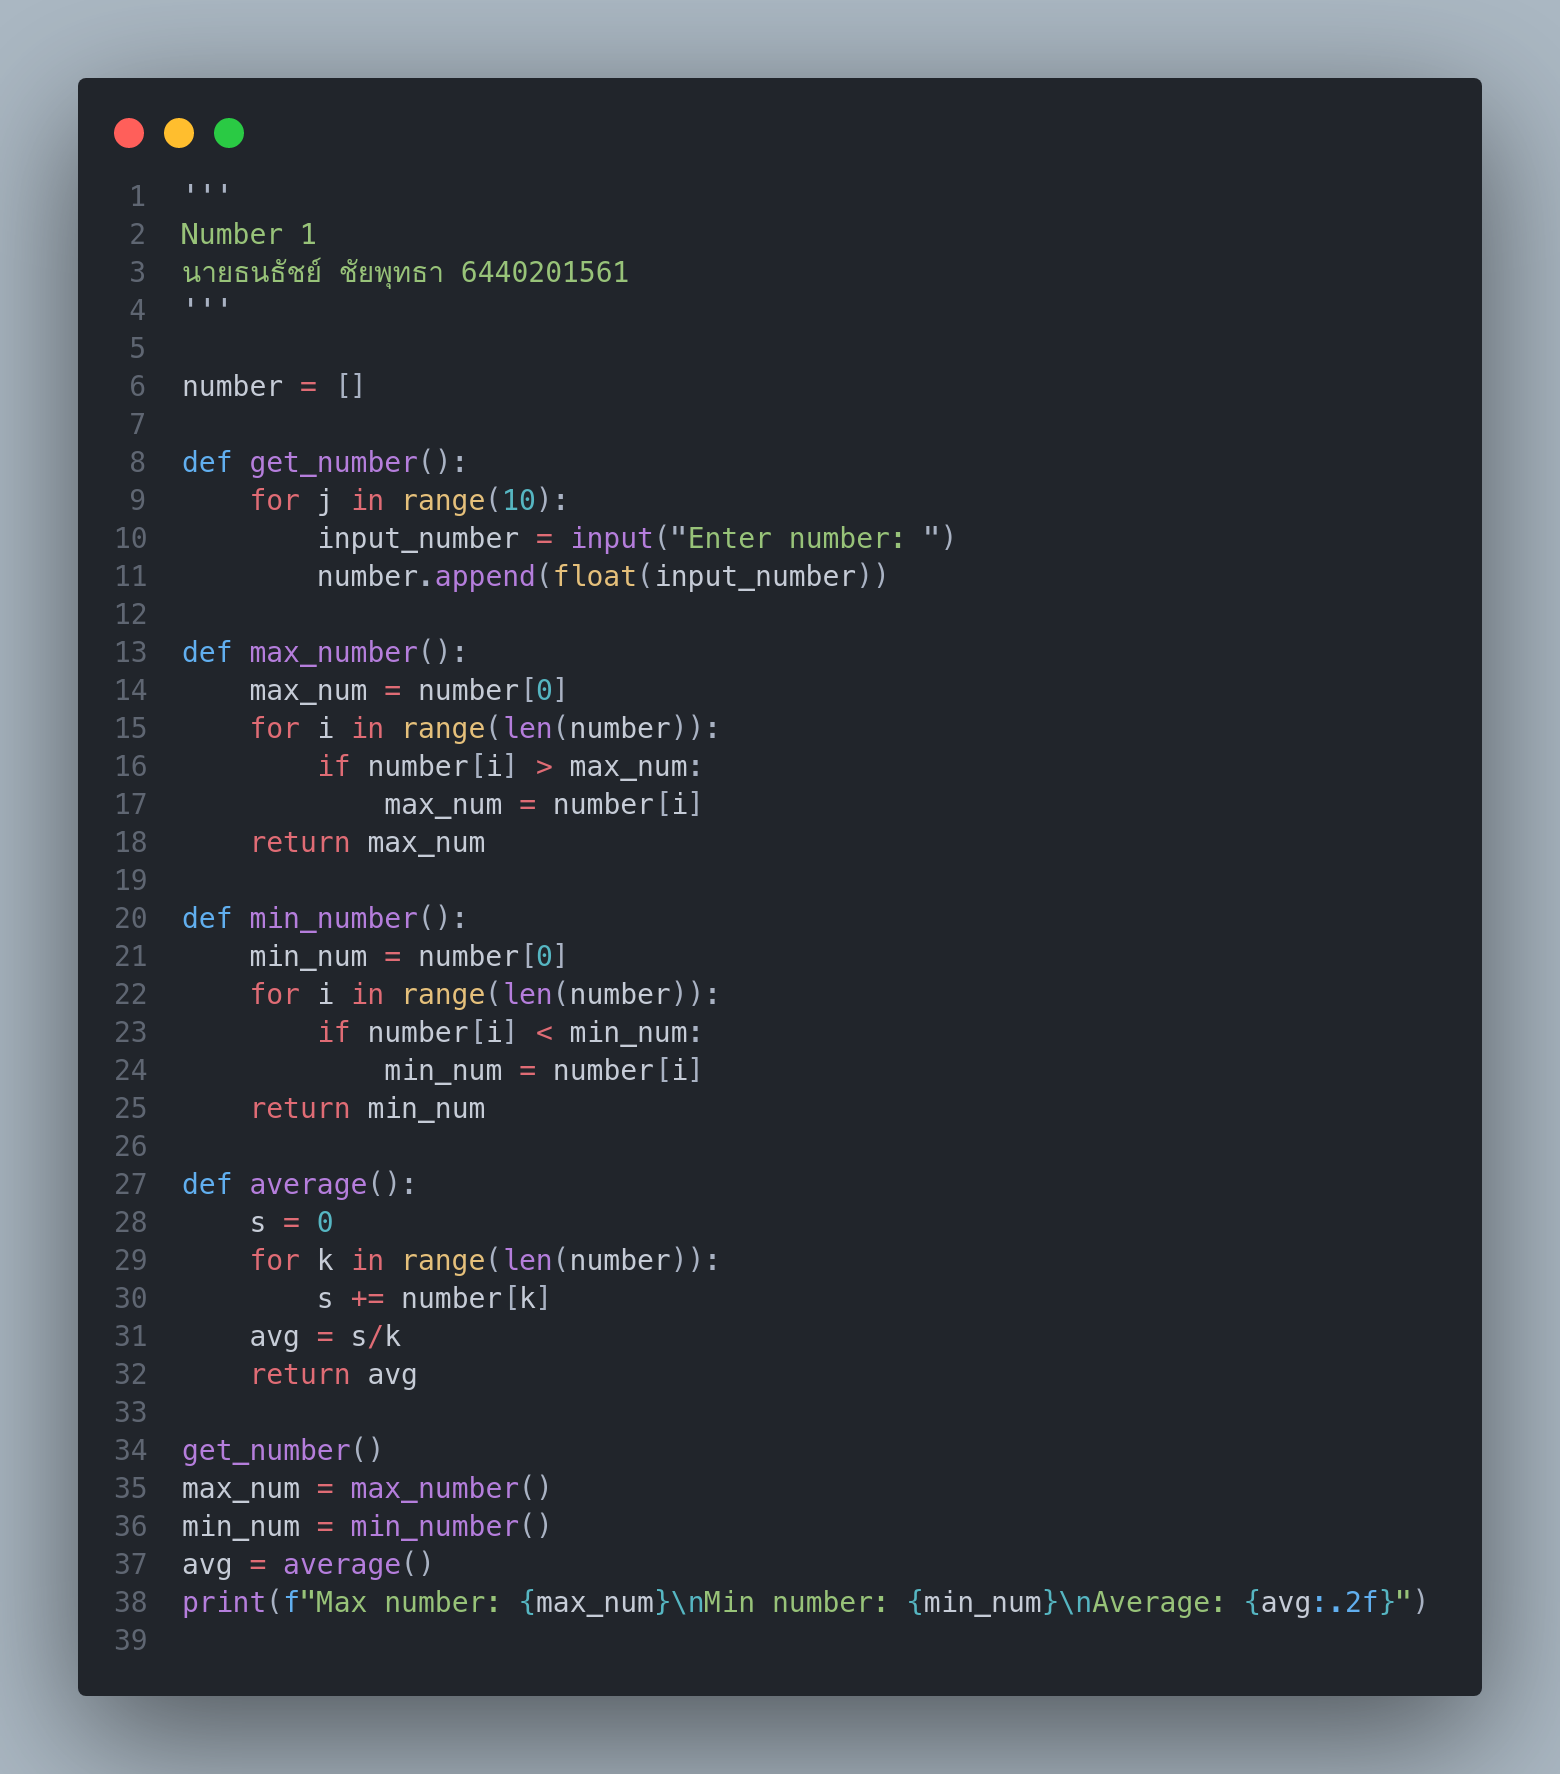 1 '''
2 Number 1
3 นายธนธัชย์ ชัยพุทธา 6440201561
4 '''
5
6 number = []
7
8 def get_number():
9     for j in range(10):
10         input_number = input("Enter number: ")
11         number.append(float(input_number))
12
13 def max_number():
14     max_num = number[0]
15     for i in range(len(number)):
16         if number[i] > max_num:
17             max_num = number[i]
18     return max_num
19
20 def min_number():
21     min_num = number[0]
22     for i in range(len(number)):
23         if number[i] < min_num:
24             min_num = number[i]
25     return min_num
26
27 def average():
28     s = 0
29     for k in range(len(number)):
30         s += number[k]
31     avg = s/k
32     return avg
33
34 get_number()
35 max_num = max_number()
36 min_num = min_number()
37 avg = average()
38 print(f"Max number: {max_num}\nMin number: {min_num}\nAverage: {avg:.2f}")
39